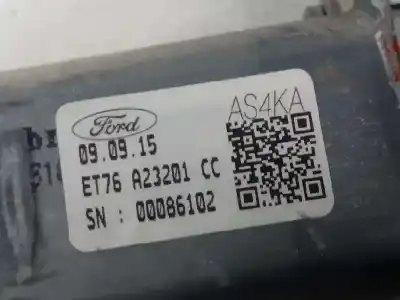 Ford
AS4KA
09.09.15
ET76 A23201 CC
SN : 00086102